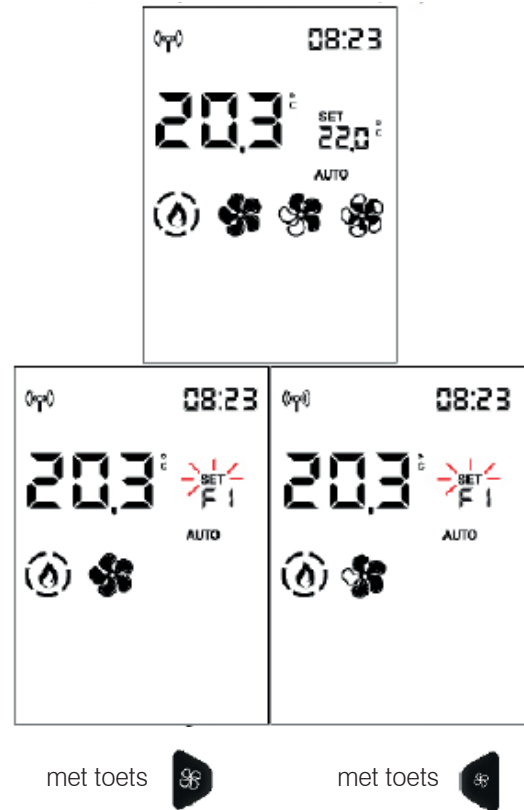 08:23
20,3 °C
SET
22,0 °C
AUTO
08:23
20,3 °C
SET
F1
AUTO
08:23
20,3 °C
SET
F1
AUTO
met toets
met toets